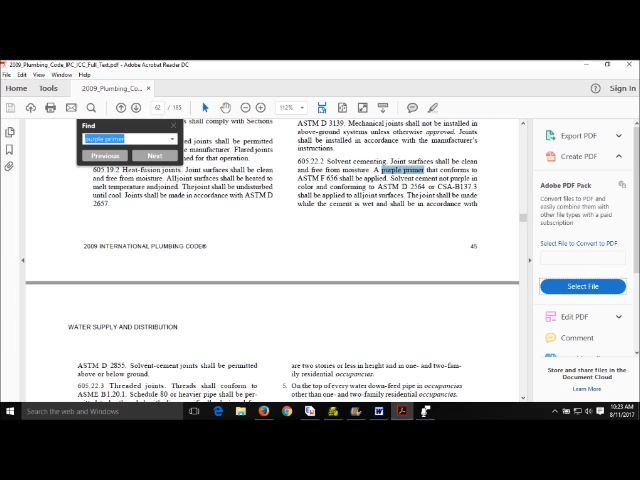 2009_Plumbing_Code_IPC_ICC_Full_Text.pdf - Adobe Acrobat Reader DC
File Edit View Window Help
Home Tools 2009_Plumbing_Co... × Sign In
62 / 185 112%
Find
purple primer
Previous Next
shall comply with Sections
joints shall be permitted
Flared joints
ned for that operation.
605.19.2 Heat-fusion joints. Joint surfaces shall be clean
and free from moisture. All joint surfaces shall be heated to
melt temperature and joined. The joint shall be undisturbed
until cool. Joints shall be made in accordance with ASTM D
2657.
ASTM D 3139. Mechanical joints shall not be installed in
above-ground systems unless otherwise approved. Joints
shall be installed in accordance with the manufacturer's
instructions.
605.22.2 Solvent cementing. Joint surfaces shall be clean
and free from moisture. A purple primer that conforms to
ASTM F 656 shall be applied. Solvent cement not purple in
color and conforming to ASTM D 2564 or CSA-B137.3
shall be applied to all joint surfaces. The joint shall be made
while the cement is wet and shall be in accordance with
2009 INTERNATIONAL PLUMBING CODE® 45
WATER SUPPLY AND DISTRIBUTION
ASTM D 2855. Solvent-cement joints shall be permitted
above or below ground.
605.22.3 Threaded joints. Threads shall conform to
ASME B1.20.1. Schedule 80 or heavier pipe shall be per-
are two stories or less in height and in one- and two-fam-
ily residential occupancies.
5. On the top of every water down-feed pipe in occupancies
other than one- and two-family residential occupancies.
Export PDF
Create PDF
Adobe PDF Pack
Convert files to PDF and
easily combine them with
other file types with a paid
subscription
Select File to Convert to PDF
Select File
Edit PDF
Comment
Store and share files in the
Document Cloud
Learn More
Search the web and Windows
10:23 AM
8/11/2017